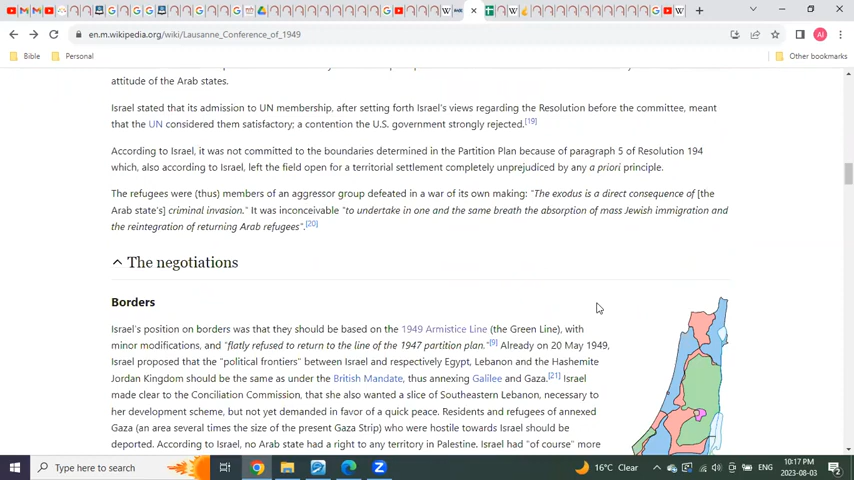 en.m.wikipedia.org/wiki/Lausanne_Conference_of_1949
Bible
Personal
Other bookmarks
attitude of the Arab states.
Israel stated that its admission to UN membership, after setting forth Israel's views regarding the Resolution before the committee, meant
that the UN considered them satisfactory; a contention the U.S. government strongly rejected.[19]
According to Israel, it was not committed to the boundaries determined in the Partition Plan because of paragraph 5 of Resolution 194
which, also according to Israel, left the field open for a territorial settlement completely unprejudiced by any a priori principle.
The refugees were (thus) members of an aggressor group defeated in a war of its own making: "The exodus is a direct consequence of [the
Arab state's] criminal invasion." It was inconceivable "to undertake in one and the same breath the absorption of mass Jewish immigration and
the reintegration of returning Arab refugees".[20]
The negotiations
Borders
Israel's position on borders was that they should be based on the 1949 Armistice Line (the Green Line), with
minor modifications, and "flatly refused to return to the line of the 1947 partition plan."[9] Already on 20 May 1949,
Israel proposed that the "political frontiers" between Israel and respectively Egypt, Lebanon and the Hashemite
Jordan Kingdom should be the same as under the British Mandate, thus annexing Galilee and Gaza.[21] Israel
made clear to the Conciliation Commission, that she also wanted a slice of Southeastern Lebanon, necessary to
her development scheme, but not yet demanded in favor of a quick peace. Residents and refugees of annexed
Gaza (an area several times the size of the present Gaza Strip) who were hostile towards Israel should be
deported. According to Israel, no Arab state had a right to any territory in Palestine. Israel had "of course" more
Type here to search
16°C Clear
ENG
10:17 PM
2023-08-03
2